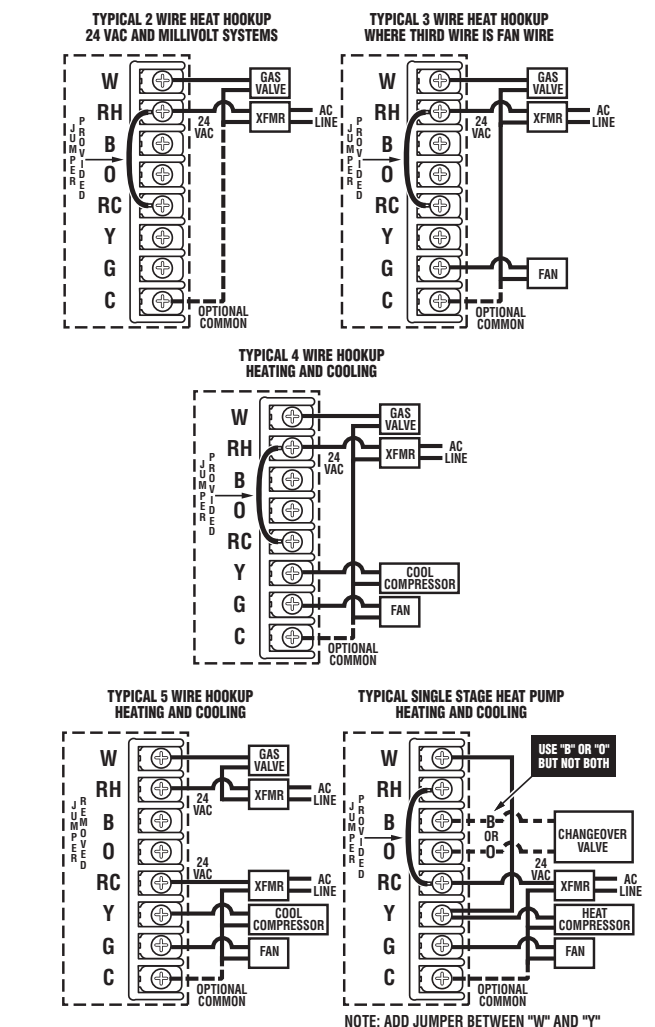 TYPICAL 2 WIRE HEAT HOOKUP
24 VAC AND MILLIVOLT SYSTEMS
W
RH
B
O
RC
Y
G
C
JUMPER
PROVIDED
24
VAC
GAS
VALVE
XFMR
AC
LINE
OPTIONAL
COMMON
TYPICAL 3 WIRE HEAT HOOKUP
WHERE THIRD WIRE IS FAN WIRE
W
RH
B
O
RC
Y
G
C
JUMPER
PROVIDED
24
VAC
GAS
VALVE
XFMR
AC
LINE
FAN
OPTIONAL
COMMON
TYPICAL 4 WIRE HOOKUP
HEATING AND COOLING
W
RH
B
O
RC
Y
G
C
JUMPER
PROVIDED
24
VAC
GAS
VALVE
XFMR
AC
LINE
COOL
COMPRESSOR
FAN
OPTIONAL
COMMON
TYPICAL 5 WIRE HOOKUP
HEATING AND COOLING
W
RH
B
O
RC
Y
G
C
JUMPER
REMOVED
24
VAC
GAS
VALVE
XFMR
AC
LINE
24
VAC
XFMR
AC
LINE
COOL
COMPRESSOR
FAN
OPTIONAL
COMMON
TYPICAL SINGLE STAGE HEAT PUMP
HEATING AND COOLING
USE "B" OR "O"
BUT NOT BOTH
W
RH
B
O
RC
Y
G
C
JUMPER
PROVIDED
B
OR
O
CHANGEOVER
VALVE
24
VAC
XFMR
AC
LINE
HEAT
COMPRESSOR
FAN
OPTIONAL
COMMON
NOTE: ADD JUMPER BETWEEN "W" AND "Y"